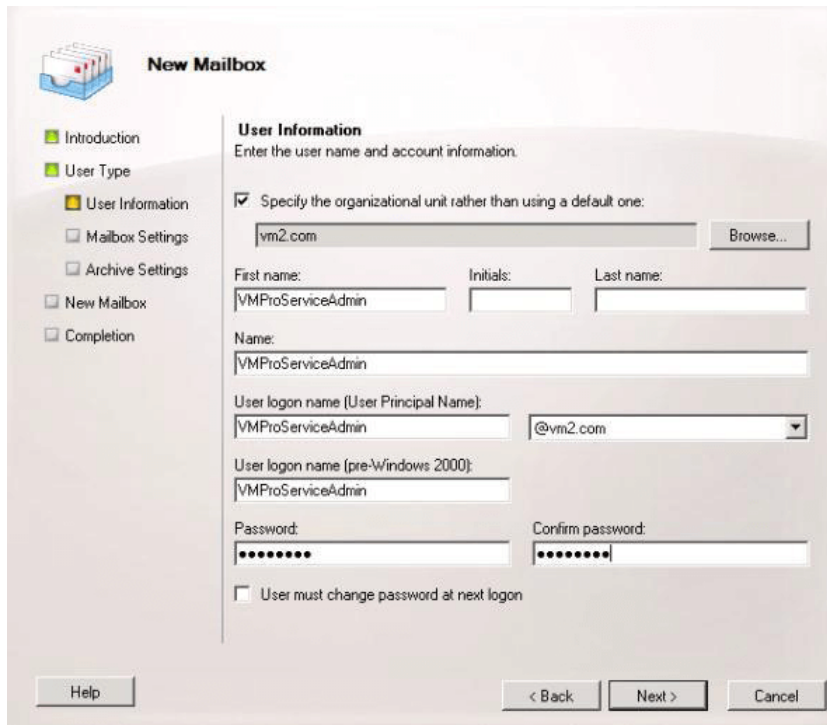 New Mailbox
Introduction
User Type
User Information
Mailbox Settings
Archive Settings
New Mailbox
Completion
User Information
Enter the user name and account information.
Specify the organizational unit rather than using a default one:
vm2.com Browse...
First name: Initials: Last name:
VMProServiceAdmin
Name:
VMProServiceAdmin
User logon name (User Principal Name):
VMProServiceAdmin @vm2.com
User logon name (pre-Windows 2000):
VMProServiceAdmin
Password: Confirm password:
•••••••• ••••••••
User must change password at next logon
Help < Back Next > Cancel